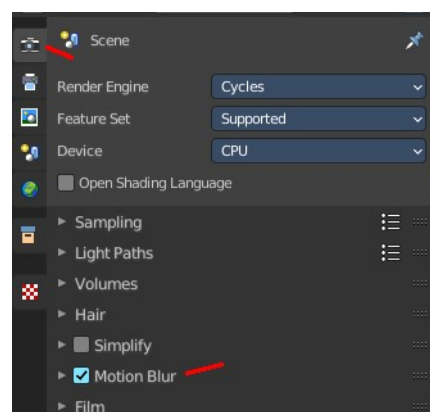 Scene
Render Engine Cycles
Feature Set Supported
Device CPU
Open Shading Language
Sampling
Light Paths
Volumes
Hair
Simplify
Motion Blur
Film